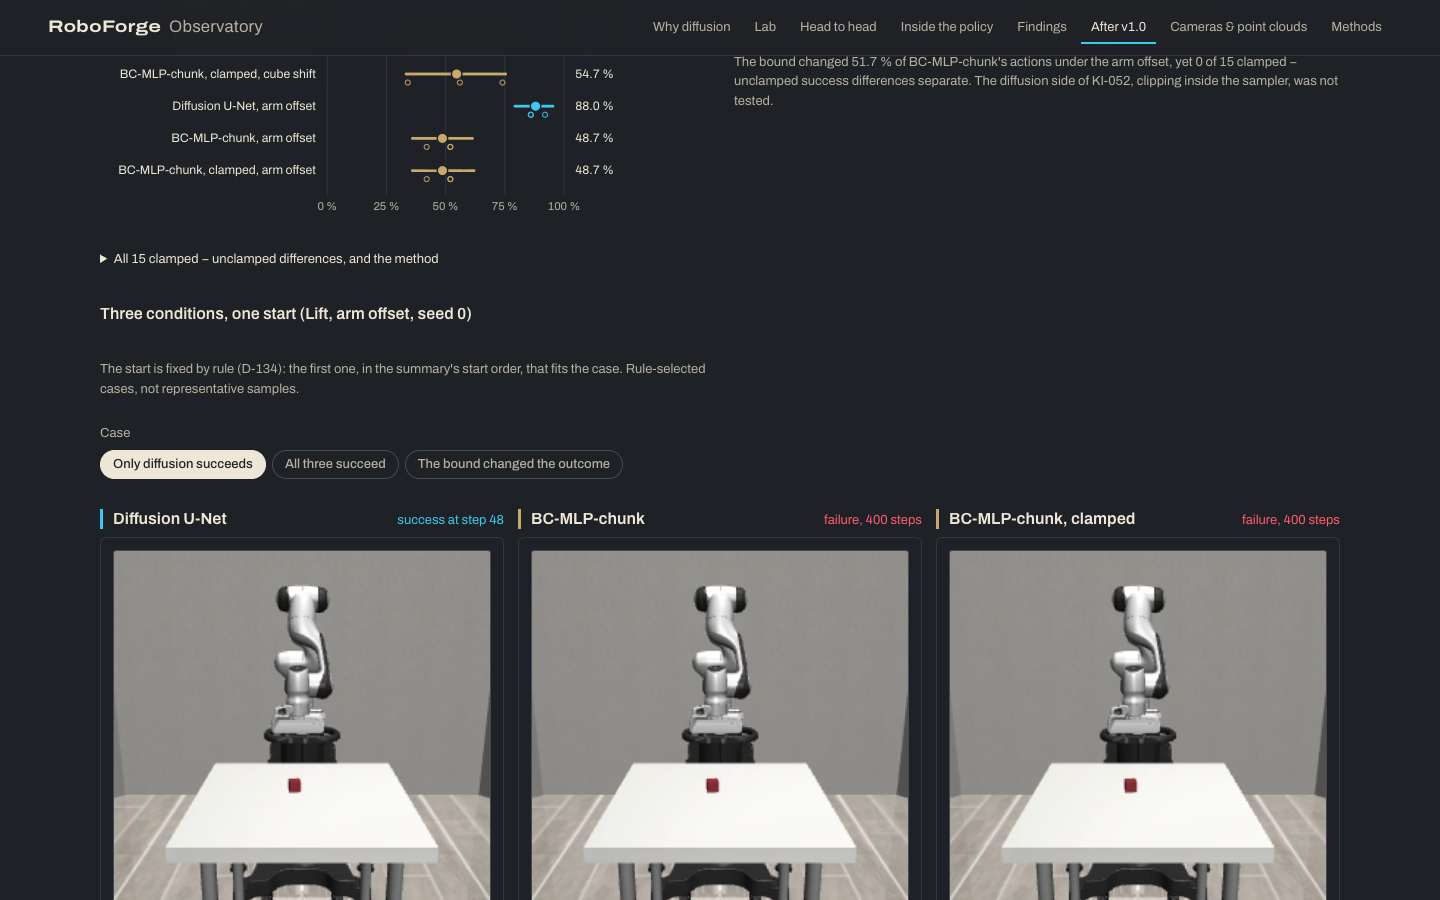 RoboForge Observatory
Why diffusion
Lab
Head to head
Inside the policy
Findings
After v1.0
Cameras & point clouds
Methods
BC-MLP-chunk, clamped, cube shift
54.7 %
Diffusion U-Net, arm offset
88.0 %
BC-MLP-chunk, arm offset
48.7 %
BC-MLP-chunk, clamped, arm offset
48.7 %
0 %
25 %
50 %
75 %
100 %
The bound changed 51.7 % of BC-MLP-chunk's actions under the arm offset, yet 0 of 15 clamped –
unclamped success differences separate. The diffusion side of KI-052, clipping inside the sampler, was not
tested.
All 15 clamped – unclamped differences, and the method
Three conditions, one start (Lift, arm offset, seed 0)
The start is fixed by rule (D-134): the first one, in the summary's start order, that fits the case. Rule-selected
cases, not representative samples.
Case
Only diffusion succeeds
All three succeed
The bound changed the outcome
Diffusion U-Net
success at step 48
BC-MLP-chunk
failure, 400 steps
BC-MLP-chunk, clamped
failure, 400 steps